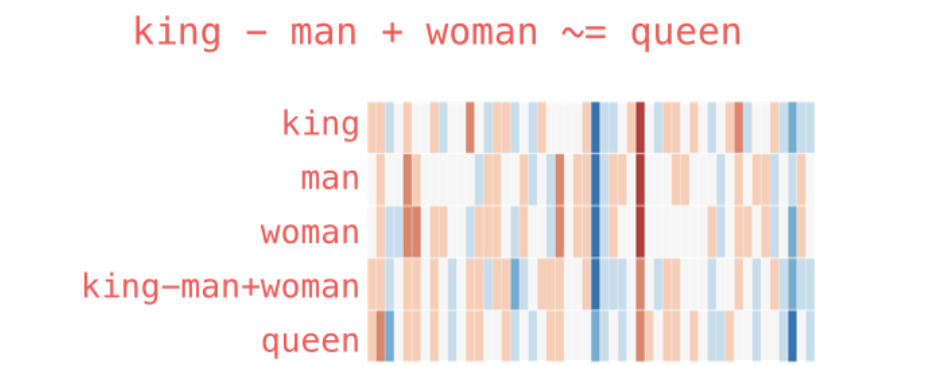 king − man + woman ~= queen
king
man
woman
king−man+woman
queen